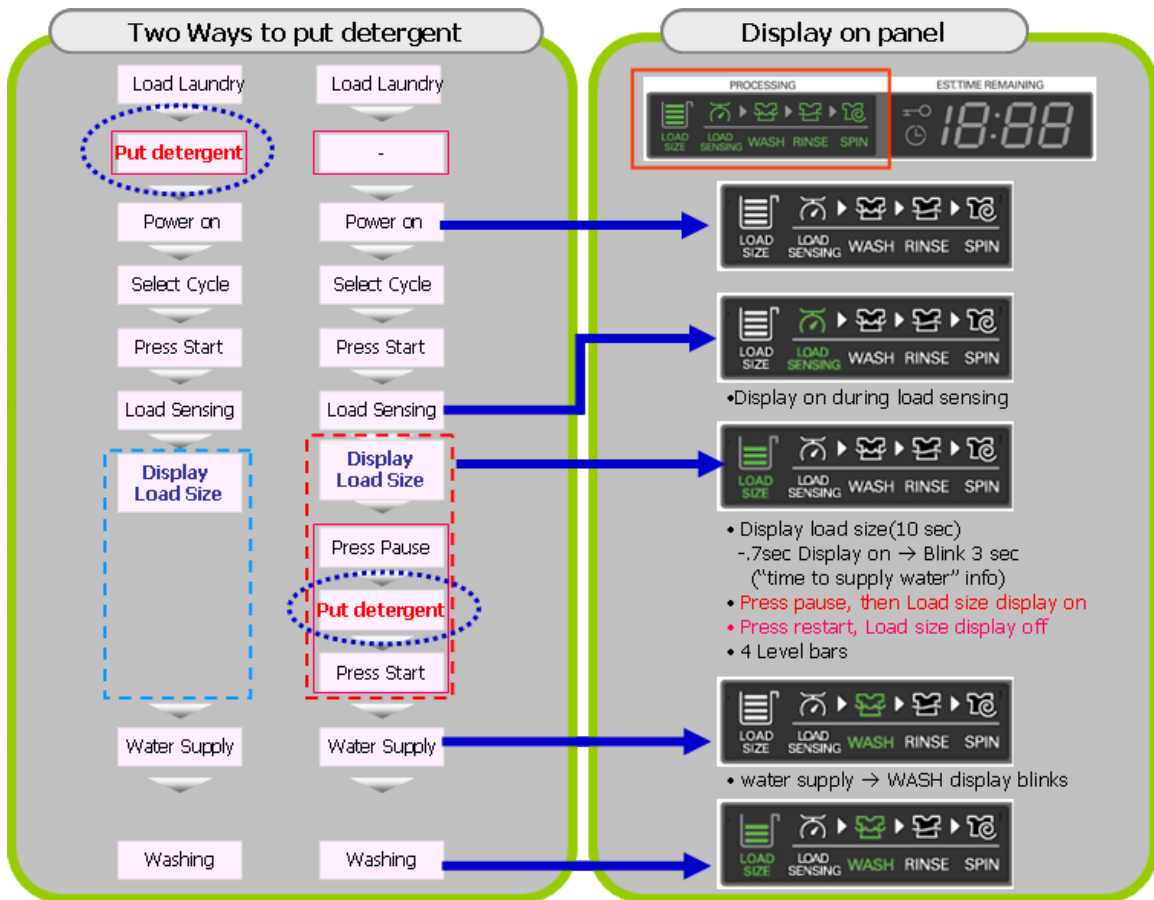 Two Ways to put detergent
Load Laundry
Put detergent
Power on
Select Cycle
Press Start
Load Sensing
Display
Load Size
Water Supply
Washing
Load Laundry
-
Power on
Select Cycle
Press Start
Load Sensing
Display
Load Size
Press Pause
Put detergent
Press Start
Water Supply
Washing
Display on panel
PROCESSING
EST.TIME REMAINING
LOAD
SIZE
LOAD
SENSING
WASH
RINSE
SPIN
18:88
LOAD
SIZE
LOAD
SENSING
WASH
RINSE
SPIN
LOAD
SIZE
LOAD
SENSING
WASH
RINSE
SPIN
•Display on during load sensing
LOAD
SIZE
LOAD
SENSING
WASH
RINSE
SPIN
• Display load size(10 sec)
-.7sec Display on → Blink 3 sec
("time to supply water" info)
• Press pause, then Load size display on
• Press restart, Load size display off
• 4 Level bars
LOAD
SIZE
LOAD
SENSING
WASH
RINSE
SPIN
• water supply → WASH display blinks
LOAD
SIZE
LOAD
SENSING
WASH
RINSE
SPIN